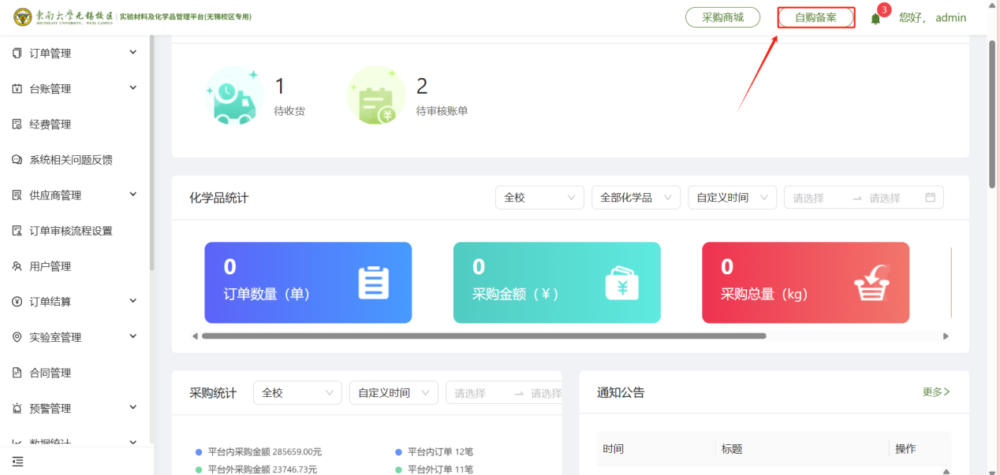 东南大学无锡校区 实验材料及化学品管理平台(无锡校区专用)
SOUTHEAST UNIVERSITY, WUXI CAMPUS
采购商城
自购备案
3
您好， admin
订单管理
台账管理
经费管理
系统相关问题反馈
供应商管理
订单审核流程设置
用户管理
订单结算
实验室管理
合同管理
预警管理
数据统计
1
待收货
2
待审核账单
化学品统计
全校
全部化学品
自定义时间
请选择 → 请选择
0
订单数量（单）
0
采购金额（¥）
0
采购总量（kg）
采购统计
全校
自定义时间
请选择 → 请选择
平台内采购金额 285659.00元
平台内订单 12笔
平台外采购金额 23746.73元
平台外订单 11笔
通知公告
更多
时间 标题 操作